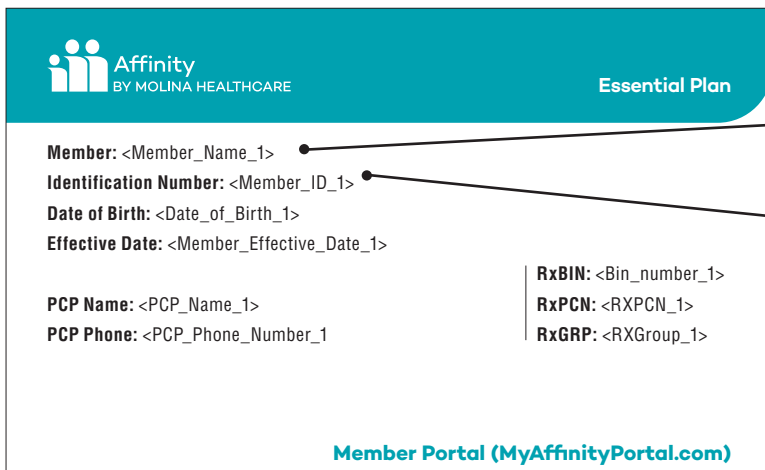 Affinity
BY MOLINA HEALTHCARE
Essential Plan
Member: <Member_Name_1>
Identification Number: <Member_ID_1>
Date of Birth: <Date_of_Birth_1>
Effective Date: <Member_Effective_Date_1>
PCP Name: <PCP_Name_1>
PCP Phone: <PCP_Phone_Number_1
RxBIN: <Bin_number_1>
RxPCN: <RXPCN_1>
RxGRP: <RXGroup_1>
Member Portal (MyAffinityPortal.com)